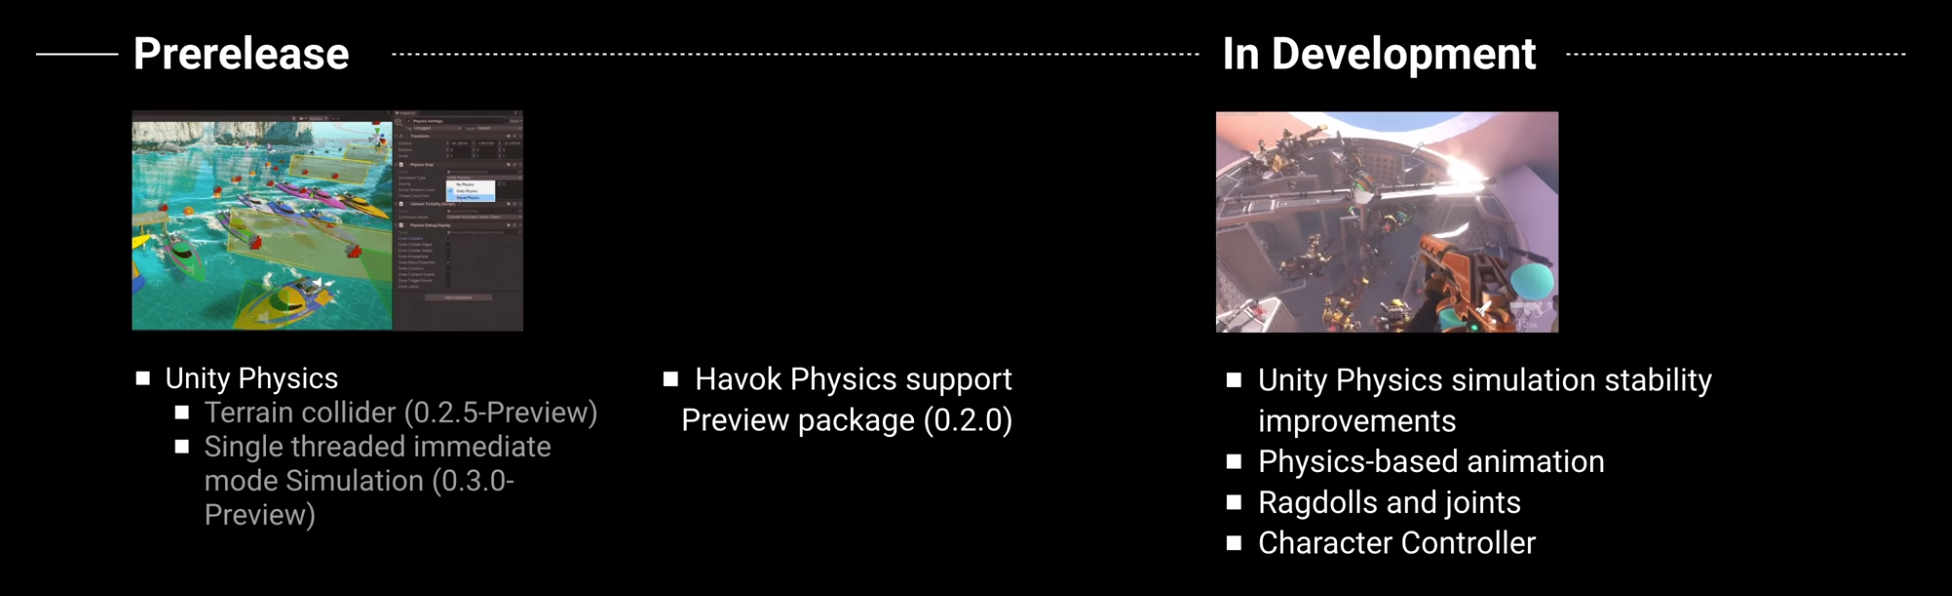 Prerelease
In Development
Unity Physics
Terrain collider (0.2.5-Preview)
Single threaded immediate
mode Simulation (0.3.0-
Preview)
Havok Physics support
Preview package (0.2.0)
Unity Physics simulation stability
improvements
Physics-based animation
Ragdolls and joints
Character Controller